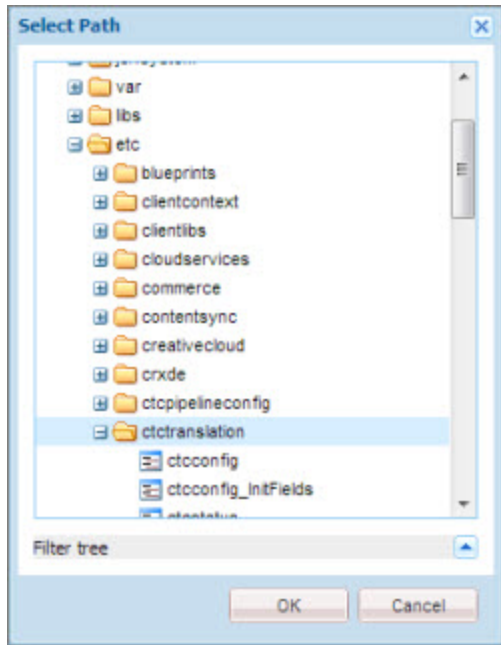 Select Path
var
libs
etc
blueprints
clientcontext
clientlibs
cloudservices
commerce
contentsync
creativecloud
crxde
ctcpipelineconfig
ctctranslation
ctcconfig
ctcconfig_InitFields
Filter tree
OK
Cancel